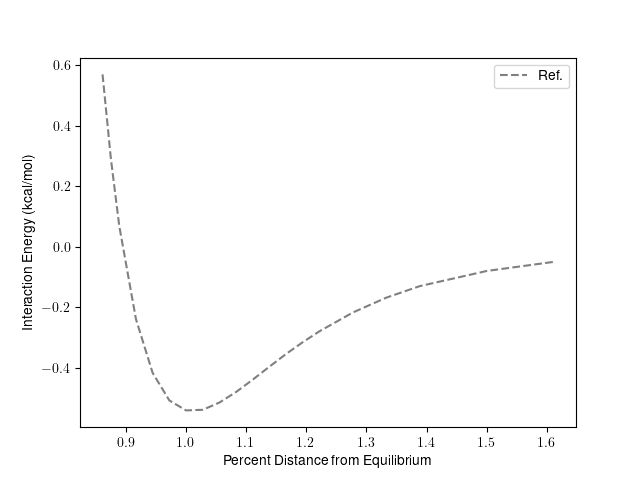 Ref.
0.6
0.4
0.2
0.0
−0.2
−0.4
Interaction Energy (kcal/mol)
0.9 1.0 1.1 1.2 1.3 1.4 1.5 1.6
Percent Distance from Equilibrium